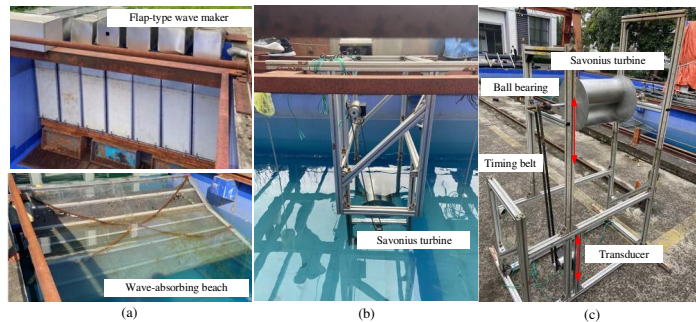 Flap-type wave maker
Wave-absorbing beach
(a)
Savonius turbine
(b)
Savonius turbine
Ball bearing
Timing belt
Transducer
(c)